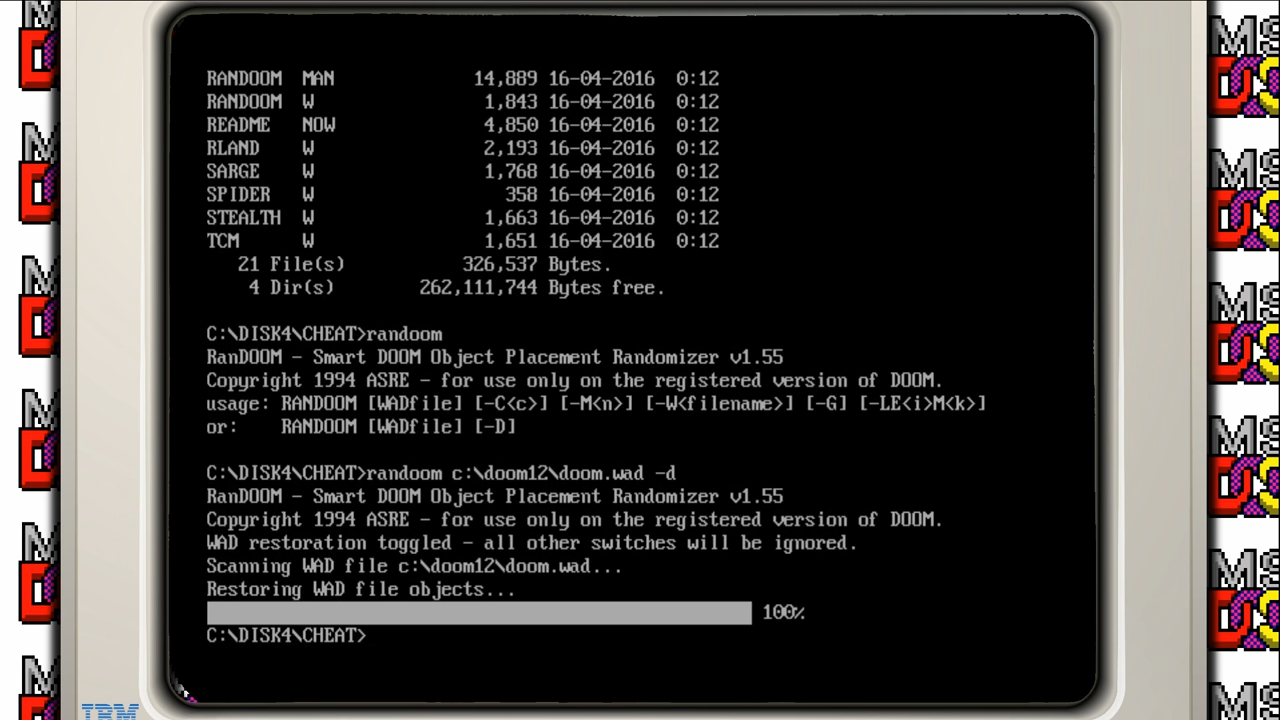 RANDOOM  MAN            14,889 16-04-2016  0:12
RANDOOM  W               1,843 16-04-2016  0:12
README   NOW             4,850 16-04-2016  0:12
RLAND    W               2,193 16-04-2016  0:12
SARGE    W               1,768 16-04-2016  0:12
SPIDER   W                 358 16-04-2016  0:12
STEALTH  W               1,663 16-04-2016  0:12
TCM      W               1,651 16-04-2016  0:12
21 File(s)           326,537 Bytes.
4 Dir(s)        262,111,744 Bytes free.
C:\DISK4\CHEAT>randoom
RanDOOM - Smart DOOM Object Placement Randomizer v1.55
Copyright 1994 ASRE - for use only on the registered version of DOOM.
usage: RANDOOM [WADfile] [-C<c>] [-M<n>] [-W<filename>] [-G] [-LE<i>M<k>]
or:    RANDOOM [WADfile] [-D]
C:\DISK4\CHEAT>randoom c:\doom12\doom.wad -d
RanDOOM - Smart DOOM Object Placement Randomizer v1.55
Copyright 1994 ASRE - for use only on the registered version of DOOM.
WAD restoration toggled - all other switches will be ignored.
Scanning WAD file c:\doom12\doom.wad...
Restoring WAD file objects...
100%
C:\DISK4\CHEAT>
IBM